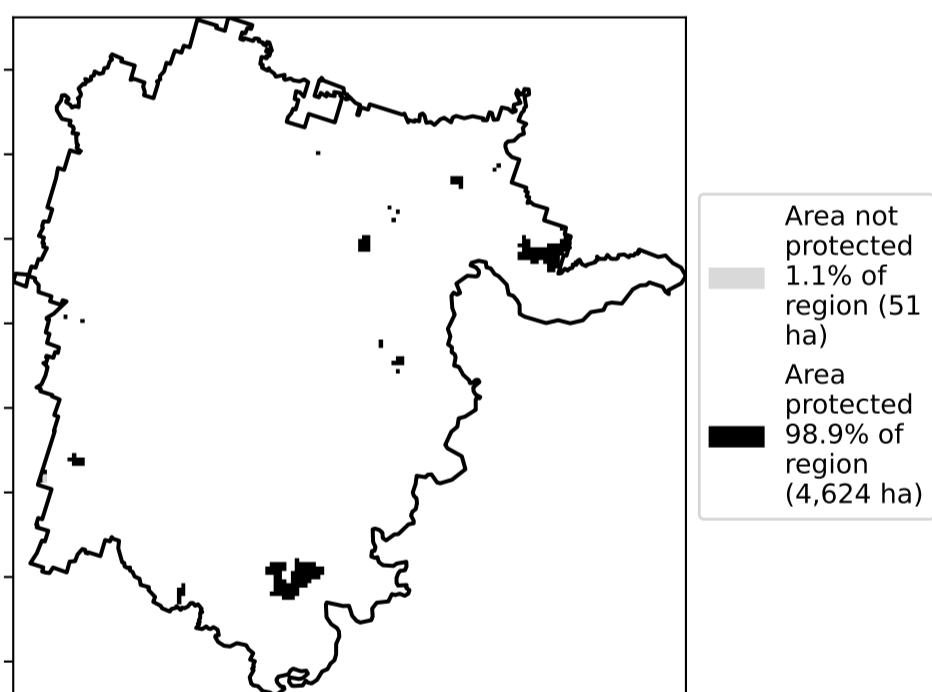 Area not
protected
1.1% of
region (51
ha)
Area
protected
98.9% of
region
(4,624 ha)